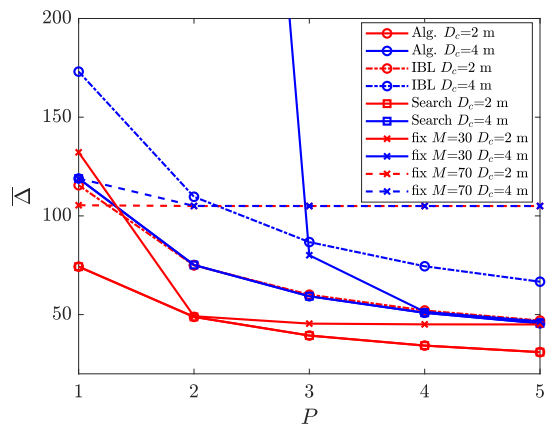 200
150
100
50
1
2
3
4
5
P
Δ̅
Alg. D_c=2 m
Alg. D_c=4 m
IBL D_c=2 m
IBL D_c=4 m
Search D_c=2 m
Search D_c=4 m
fix M=30 D_c=2 m
fix M=30 D_c=4 m
fix M=70 D_c=2 m
fix M=70 D_c=4 m